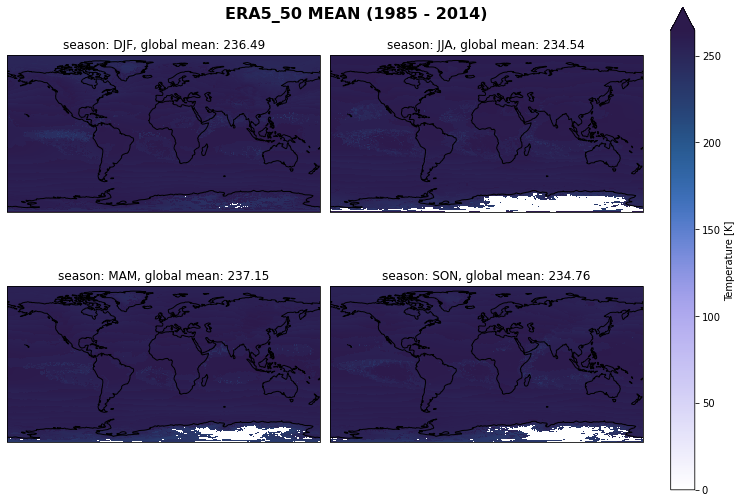 ERA5_50 MEAN (1985 - 2014)
season: DJF, global mean: 236.49
season: JJA, global mean: 234.54
season: MAM, global mean: 237.15
season: SON, global mean: 234.76
250
200
150
100
50
0
Temperature [K]